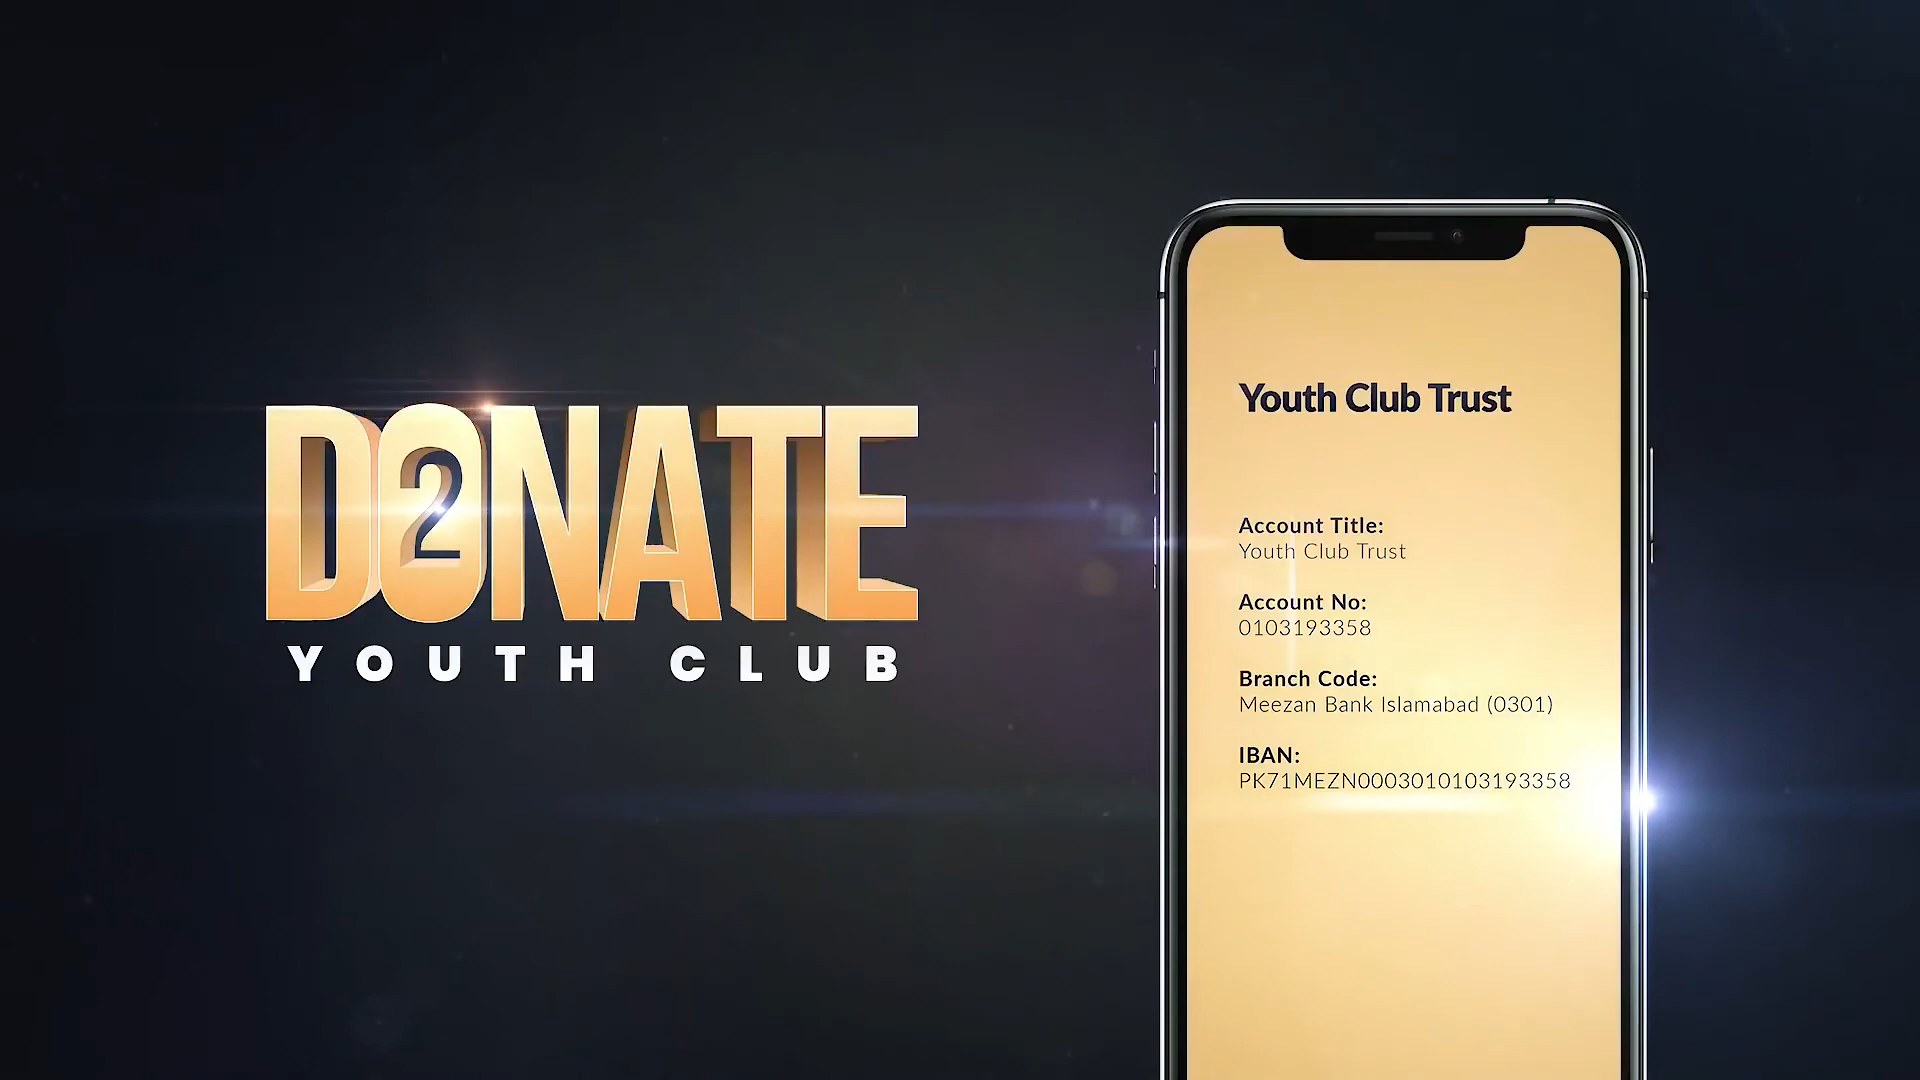 DONATE
2
YOUTH CLUB
Youth Club Trust
Account Title:
Youth Club Trust
Account No:
0103193358
Branch Code:
Meezan Bank Islamabad (0301)
IBAN:
PK71MEZN0003010103193358